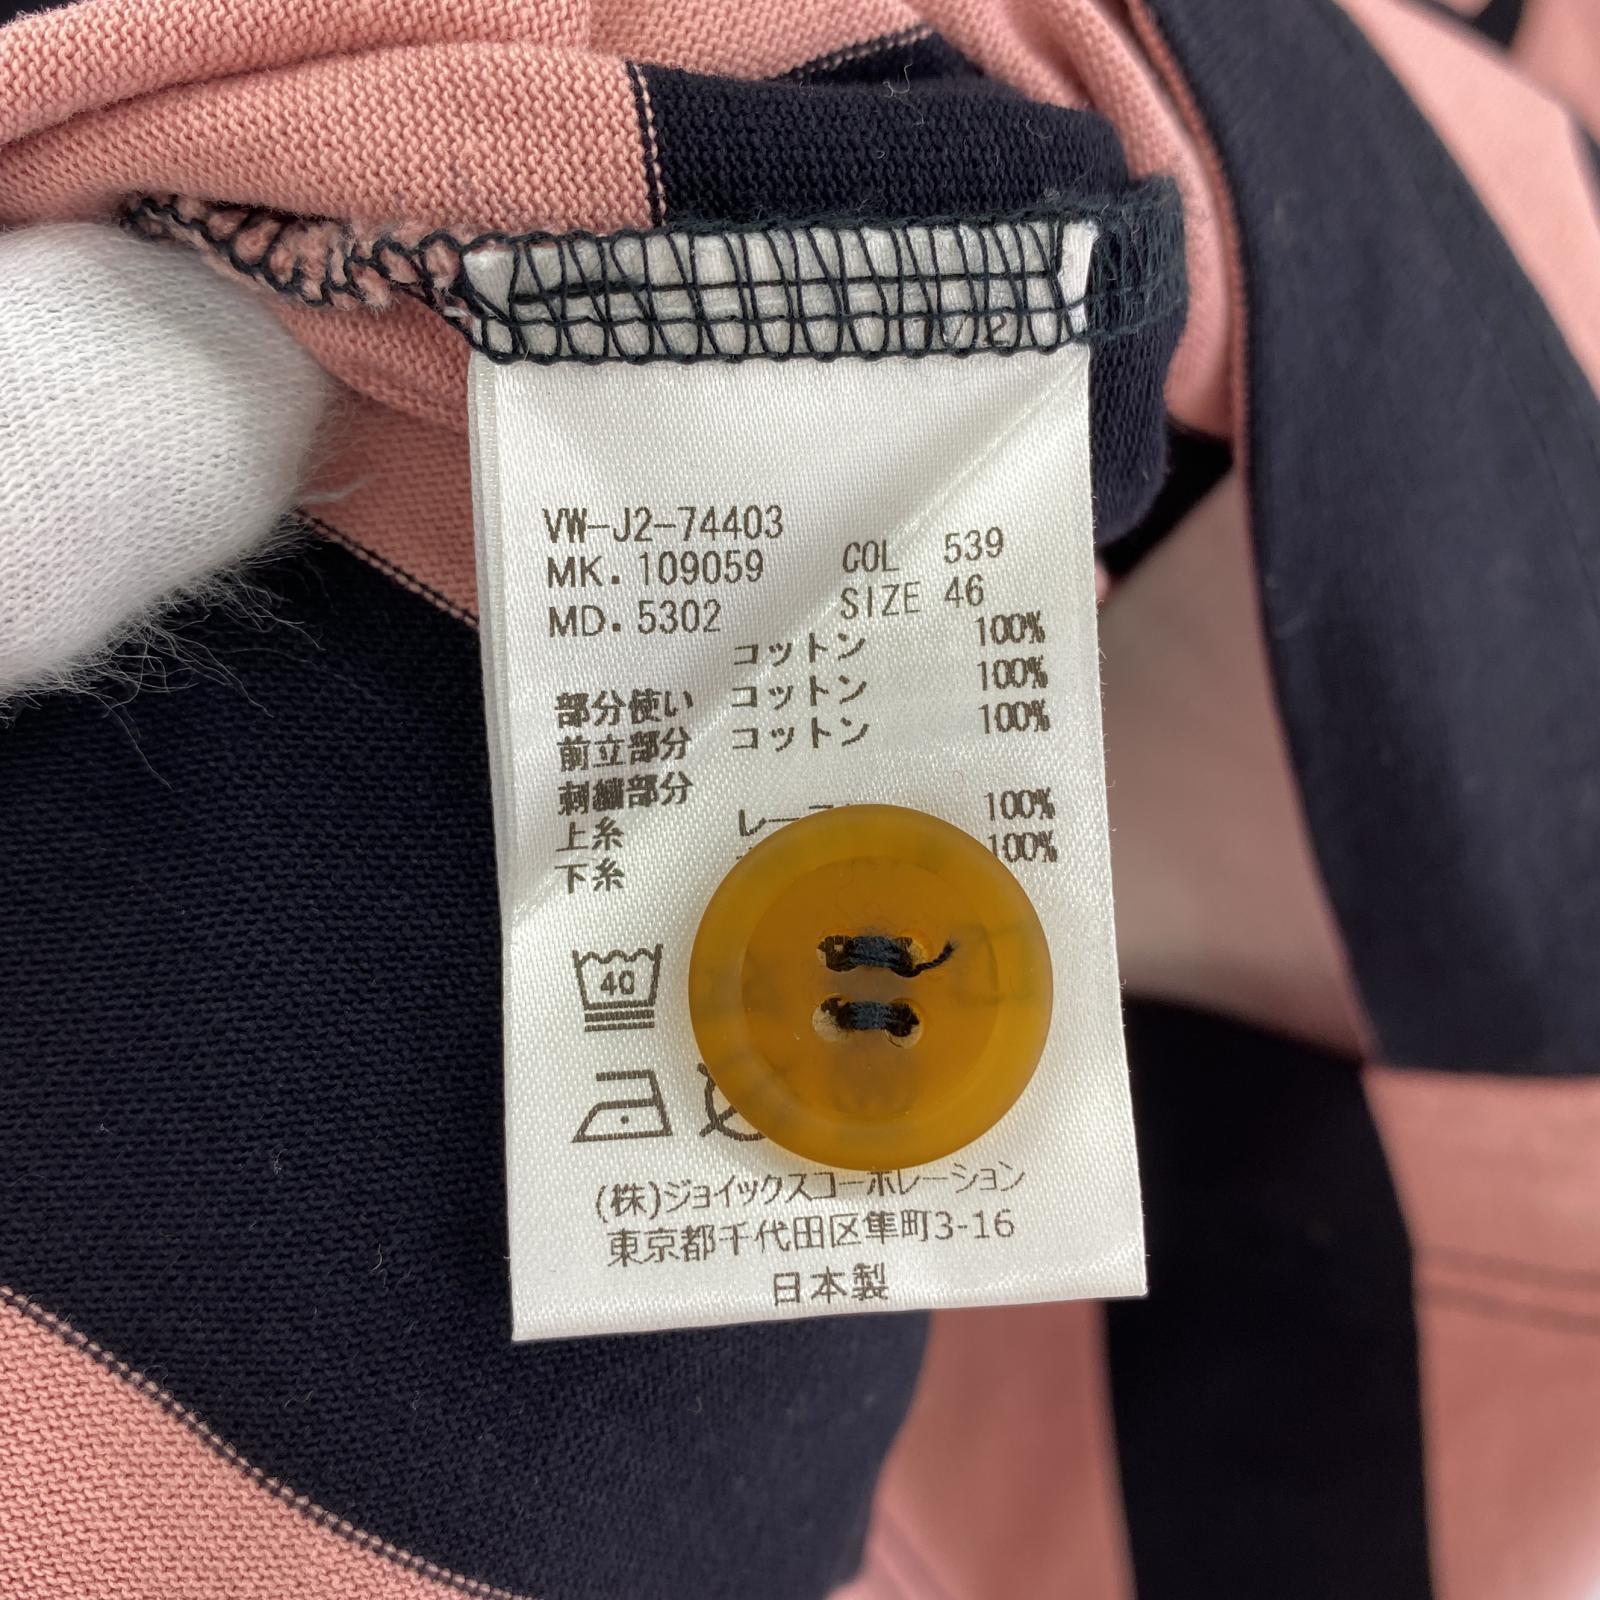 1/2
VW-J2-74403
MK. 109059 COL 539
MD. 5302 SIZE 46
コットン 100%
部分使い コットン 100%
前立部分 コットン 100%
刺繍部分
上糸 100%
下糸 100%
40
(株)ジョイックスコーポレーション
東京都千代田区隼町3-16
日本製